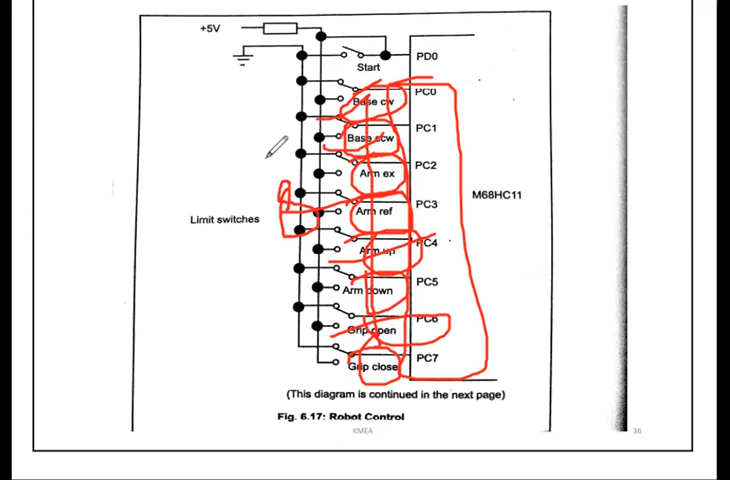 +5V
Start
PD0
PC0
Base cw
PC1
Base ccw
PC2
Arm ex
PC3
Arm ref
M68HC11
Limit switches
PC4
Arm up
PC5
Arm down
PC6
Grip open
PC7
Grip close
(This diagram is continued in the next page)
Fig. 6.17: Robot Control
KMEA
36